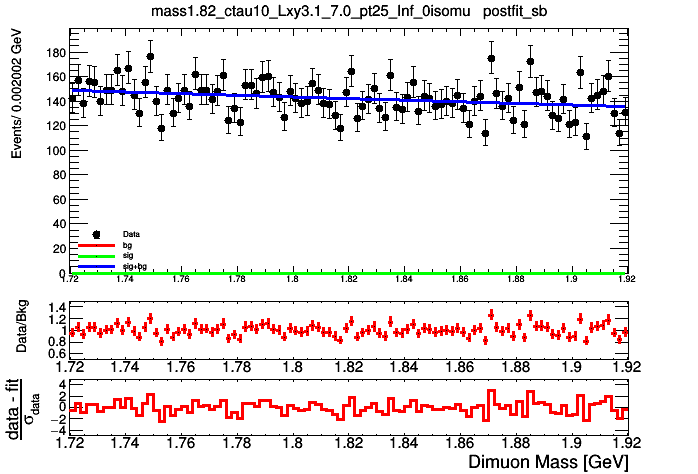 mass1.82_ctau10_Lxy3.1_7.0_pt25_Inf_0isomu postfit_sb
Events/ 0.002002 GeV
180
160
140
120
100
80
60
40
20
0
Data
bg
sig
sig+bg
1.72 1.74 1.76 1.78 1.8 1.82 1.84 1.86 1.88 1.9 1.92
Data/Bkg
1.4
1.2
1
0.8
0.6
1.72 1.74 1.76 1.78 1.8 1.82 1.84 1.86 1.88 1.9 1.92
data - fit
σdata
4
2
0
−2
−4
1.72 1.74 1.76 1.78 1.8 1.82 1.84 1.86 1.88 1.9 1.92
Dimuon Mass [GeV]